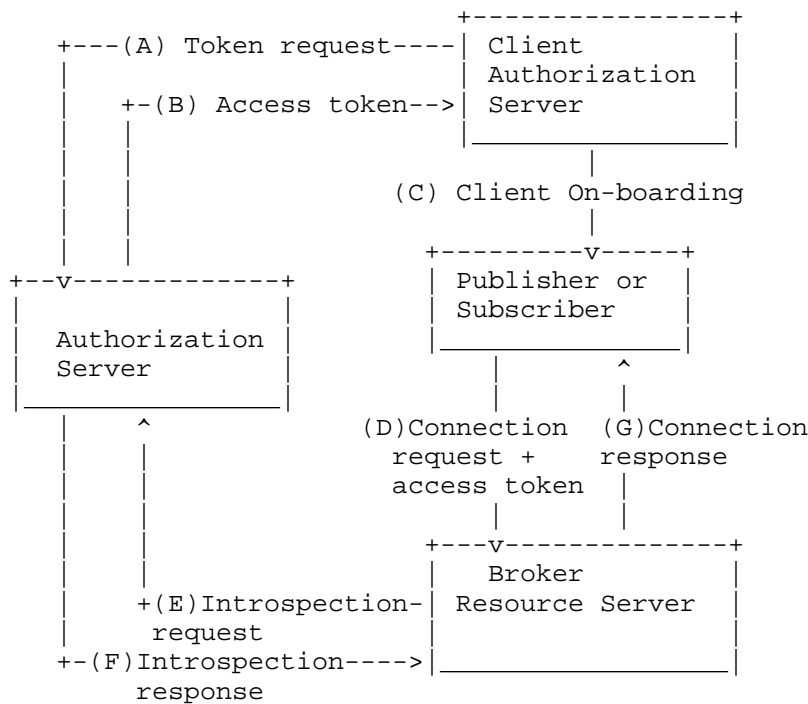 (A) Token request
Client
Authorization
Server
(B) Access token
(C) Client On-boarding
Publisher or
Subscriber
Authorization
Server
(D)Connection
request +
access token
(G)Connection
response
Broker
Resource Server
(E)Introspection
request
(F)Introspection
response